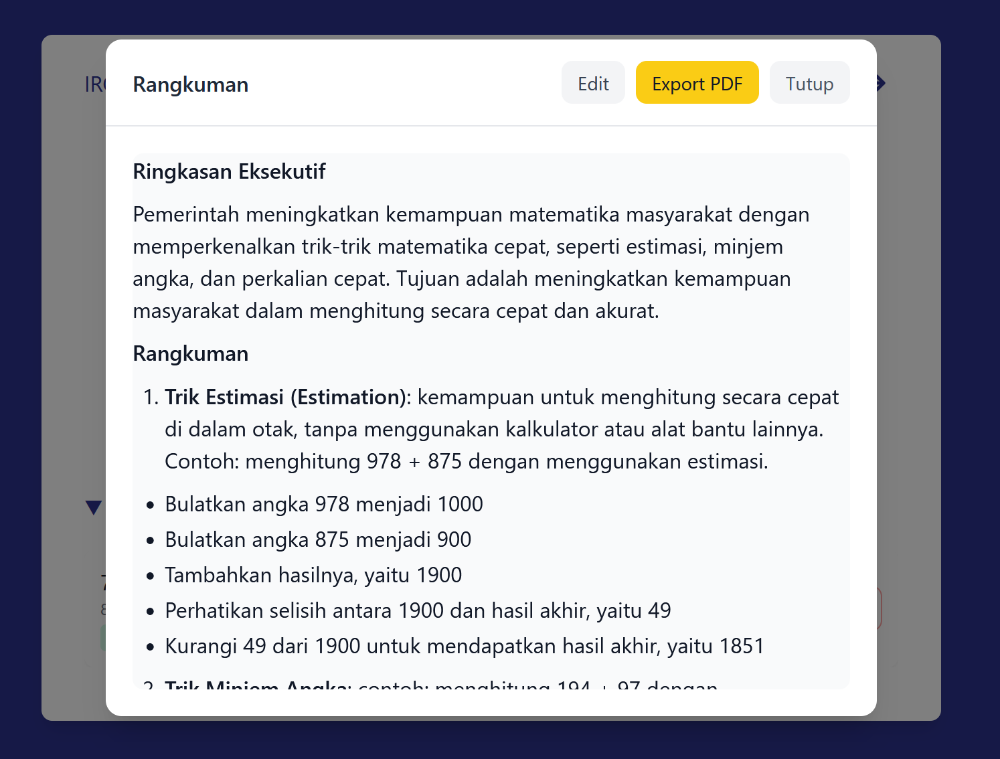 Rangkuman
Edit
Export PDF
Tutup
Ringkasan Eksekutif
Pemerintah meningkatkan kemampuan matematika masyarakat dengan
memperkenalkan trik-trik matematika cepat, seperti estimasi, minjem
angka, dan perkalian cepat. Tujuan adalah meningkatkan kemampuan
masyarakat dalam menghitung secara cepat dan akurat.
Rangkuman
1. Trik Estimasi (Estimation): kemampuan untuk menghitung secara cepat
di dalam otak, tanpa menggunakan kalkulator atau alat bantu lainnya.
Contoh: menghitung 978 + 875 dengan menggunakan estimasi.
• Bulatkan angka 978 menjadi 1000
• Bulatkan angka 875 menjadi 900
• Tambahkan hasilnya, yaitu 1900
• Perhatikan selisih antara 1900 dan hasil akhir, yaitu 49
• Kurangi 49 dari 1900 untuk mendapatkan hasil akhir, yaitu 1851
2. Trik Minjem Angka: contoh: menghitung 194 + 97 dengan